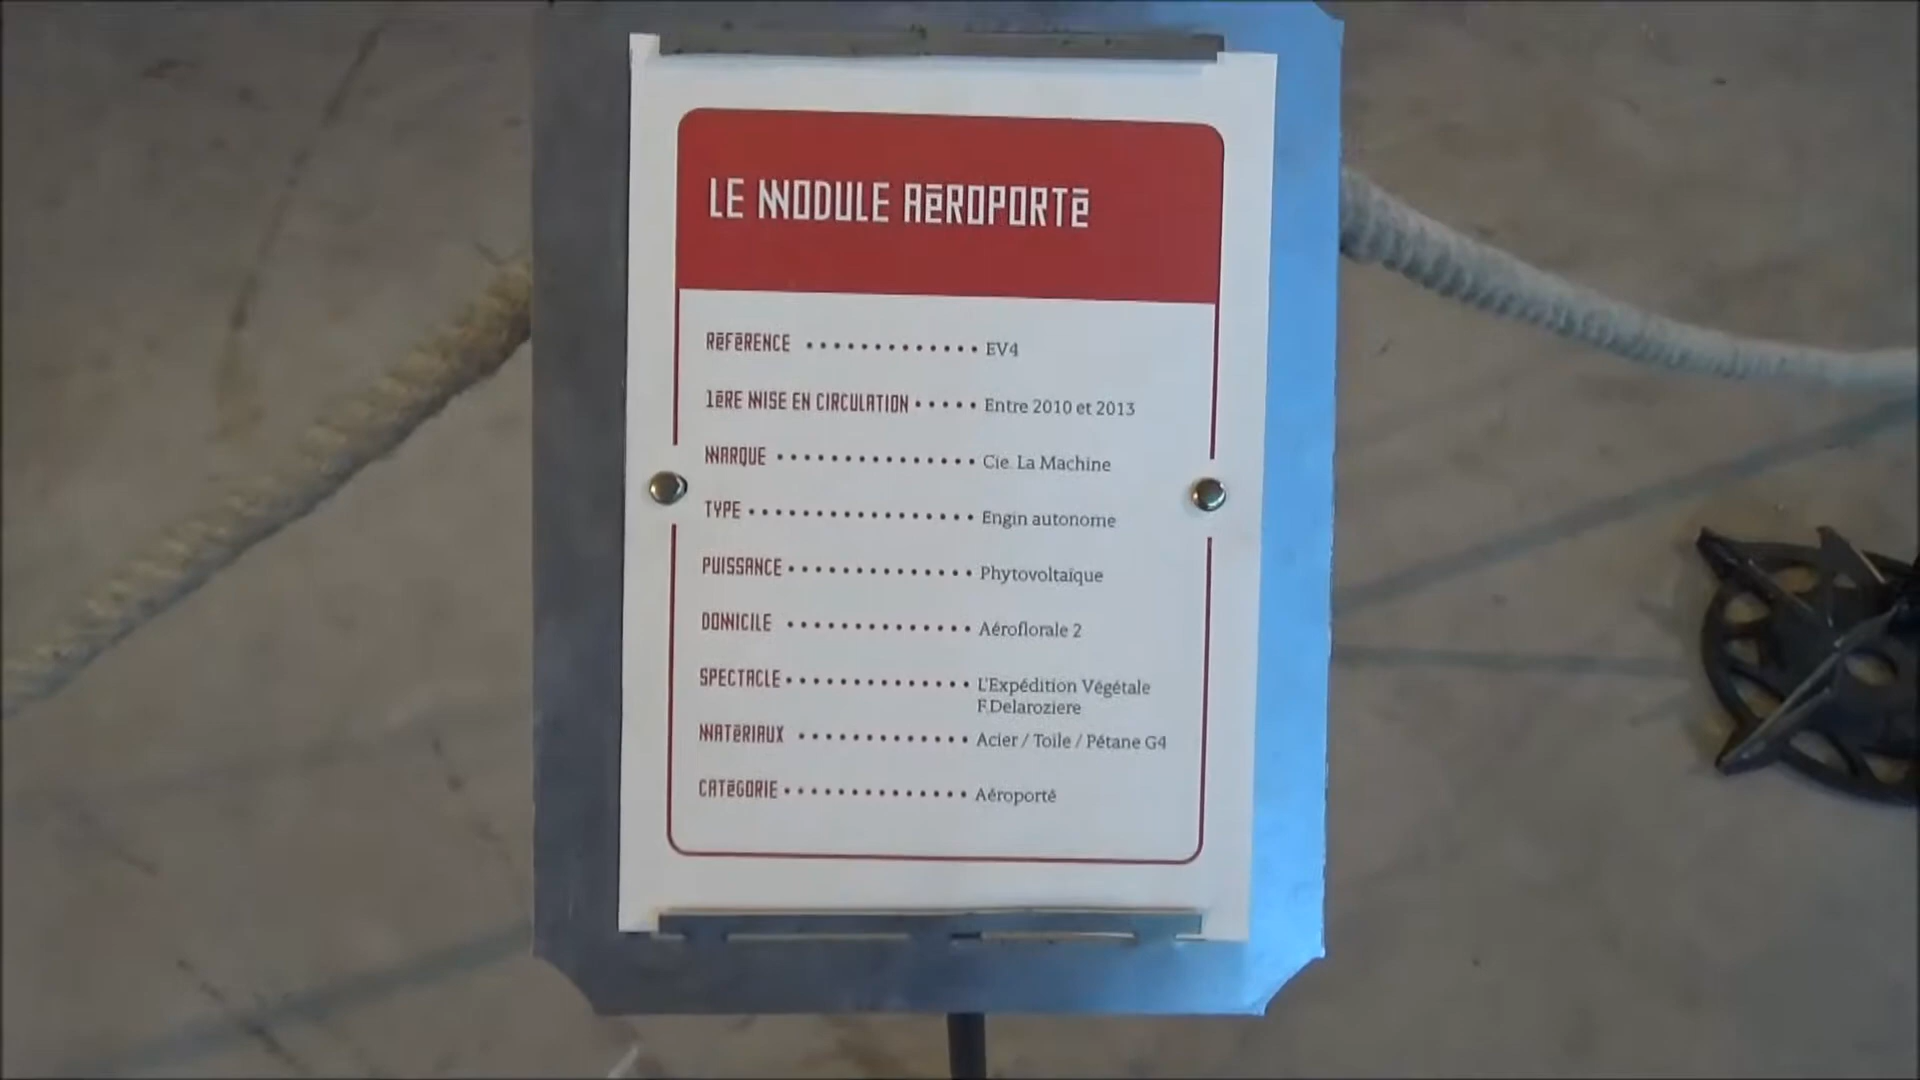 LE MODULE AÉROPORTÉ
RÉFÉRENCE ............. EV4
1ÈRE MISE EN CIRCULATION ..... Entre 2010 et 2013
MARQUE ............... Cie. La Machine
TYPE ................. Engin autonome
PUISSANCE .............. Phytovoltaïque
DOMICILE .............. Aéroflorale 2
SPECTACLE .............. L'Expédition Végétale
F.Delaroziere
MATÉRIAUX ............. Acier / Toile / Pétane G4
CATÉGORIE .............. Aéroporté